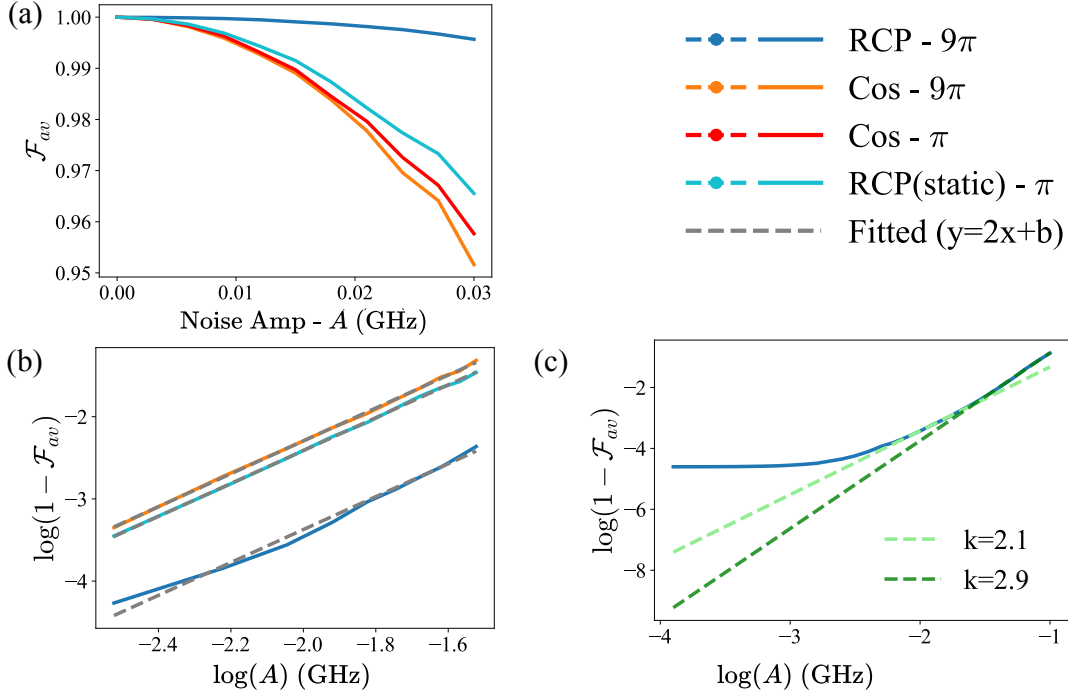 (a)
1.00
0.99
0.98
0.97
0.96
0.95
F_av
0.00
0.01
0.02
0.03
Noise Amp - A (GHz)
RCP - 9π
Cos - 9π
Cos - π
RCP(static) - π
Fitted (y=2x+b)
(b)
−2
−3
−4
log(1 − F_av)
−2.4
−2.2
−2.0
−1.8
−1.6
log(A) (GHz)
(c)
−2
−4
−6
−8
log(1 − F_av)
k=2.1
k=2.9
−4
−3
−2
−1
log(A) (GHz)